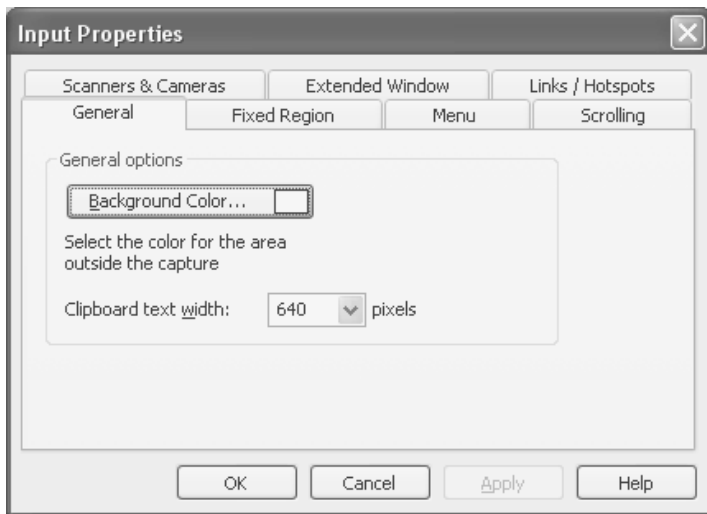 Input Properties
Scanners & Cameras Extended Window Links / Hotspots
General Fixed Region Menu Scrolling
General options
Background Color...
Select the color for the area
outside the capture
Clipboard text width: 640 pixels
OK Cancel Apply Help